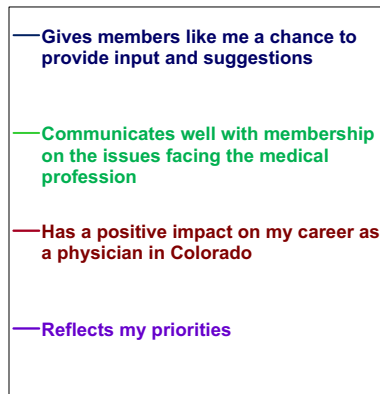 Gives members like me a chance to
provide input and suggestions
Communicates well with membership
on the issues facing the medical
profession
Has a positive impact on my career as
a physician in Colorado
Reflects my priorities